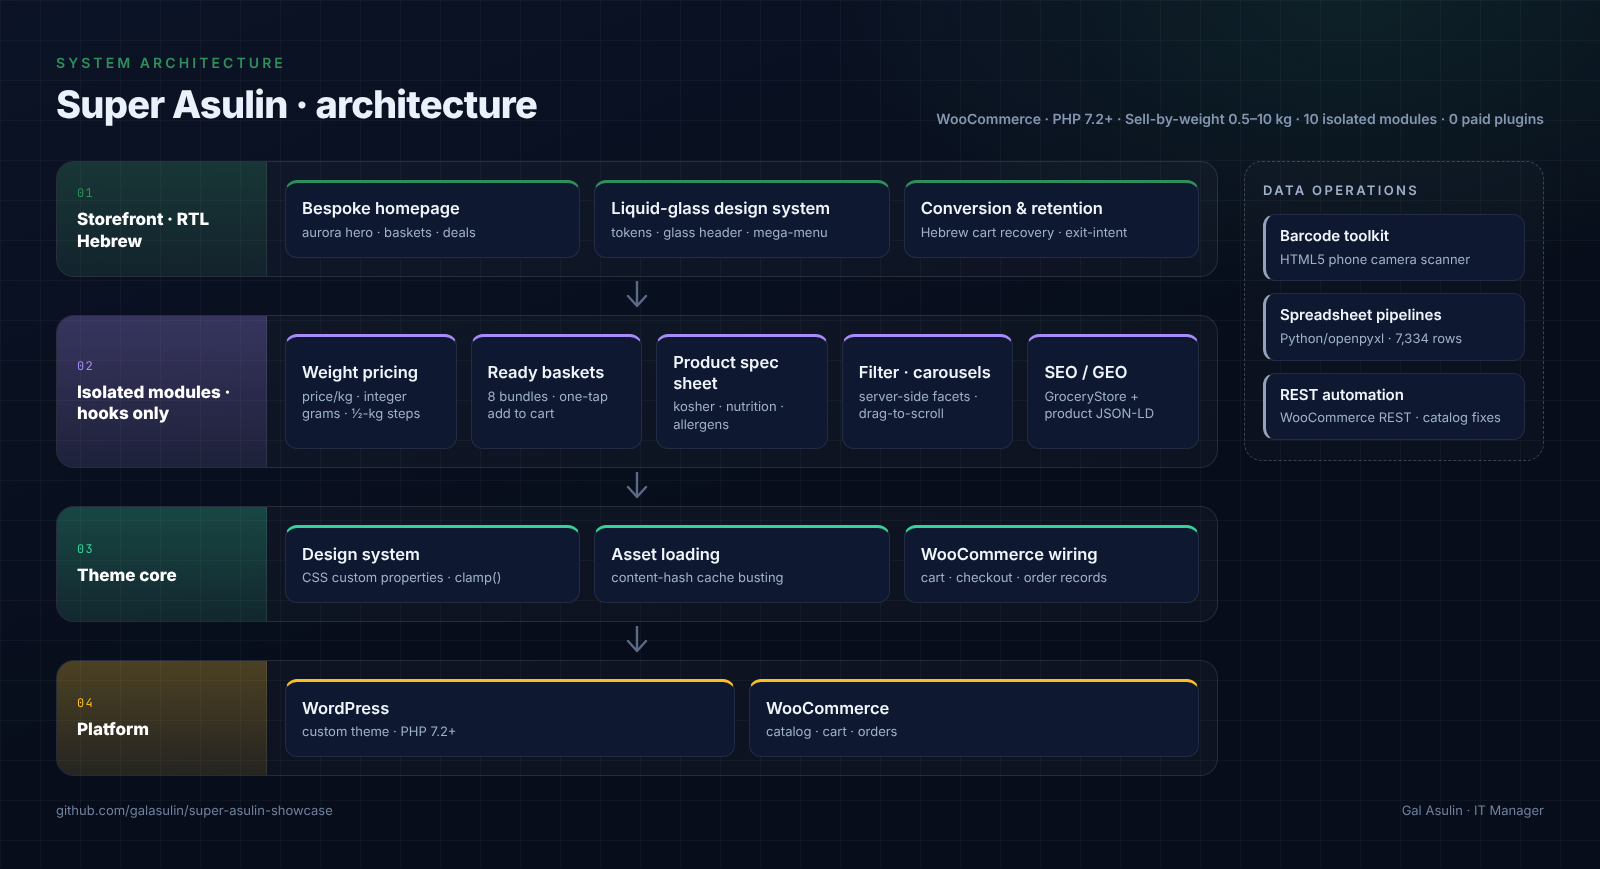 SYSTEM ARCHITECTURE
Super Asulin · architecture
WooCommerce · PHP 7.2+ · Sell-by-weight 0.5–10 kg · 10 isolated modules · 0 paid plugins
01
Storefront · RTL
Hebrew
Bespoke homepage
aurora hero · baskets · deals
Liquid-glass design system
tokens · glass header · mega-menu
Conversion & retention
Hebrew cart recovery · exit-intent
02
Isolated modules ·
hooks only
Weight pricing
price/kg · integer
grams · ½-kg steps
Ready baskets
8 bundles · one-tap
add to cart
Product spec
sheet
kosher · nutrition ·
allergens
Filter · carousels
server-side facets ·
drag-to-scroll
SEO / GEO
GroceryStore +
product JSON-LD
03
Theme core
Design system
CSS custom properties · clamp()
Asset loading
content-hash cache busting
WooCommerce wiring
cart · checkout · order records
04
Platform
WordPress
custom theme · PHP 7.2+
WooCommerce
catalog · cart · orders
DATA OPERATIONS
Barcode toolkit
HTML5 phone camera scanner
Spreadsheet pipelines
Python/openpyxl · 7,334 rows
REST automation
WooCommerce REST · catalog fixes
github.com/galasulin/super-asulin-showcase
Gal Asulin · IT Manager